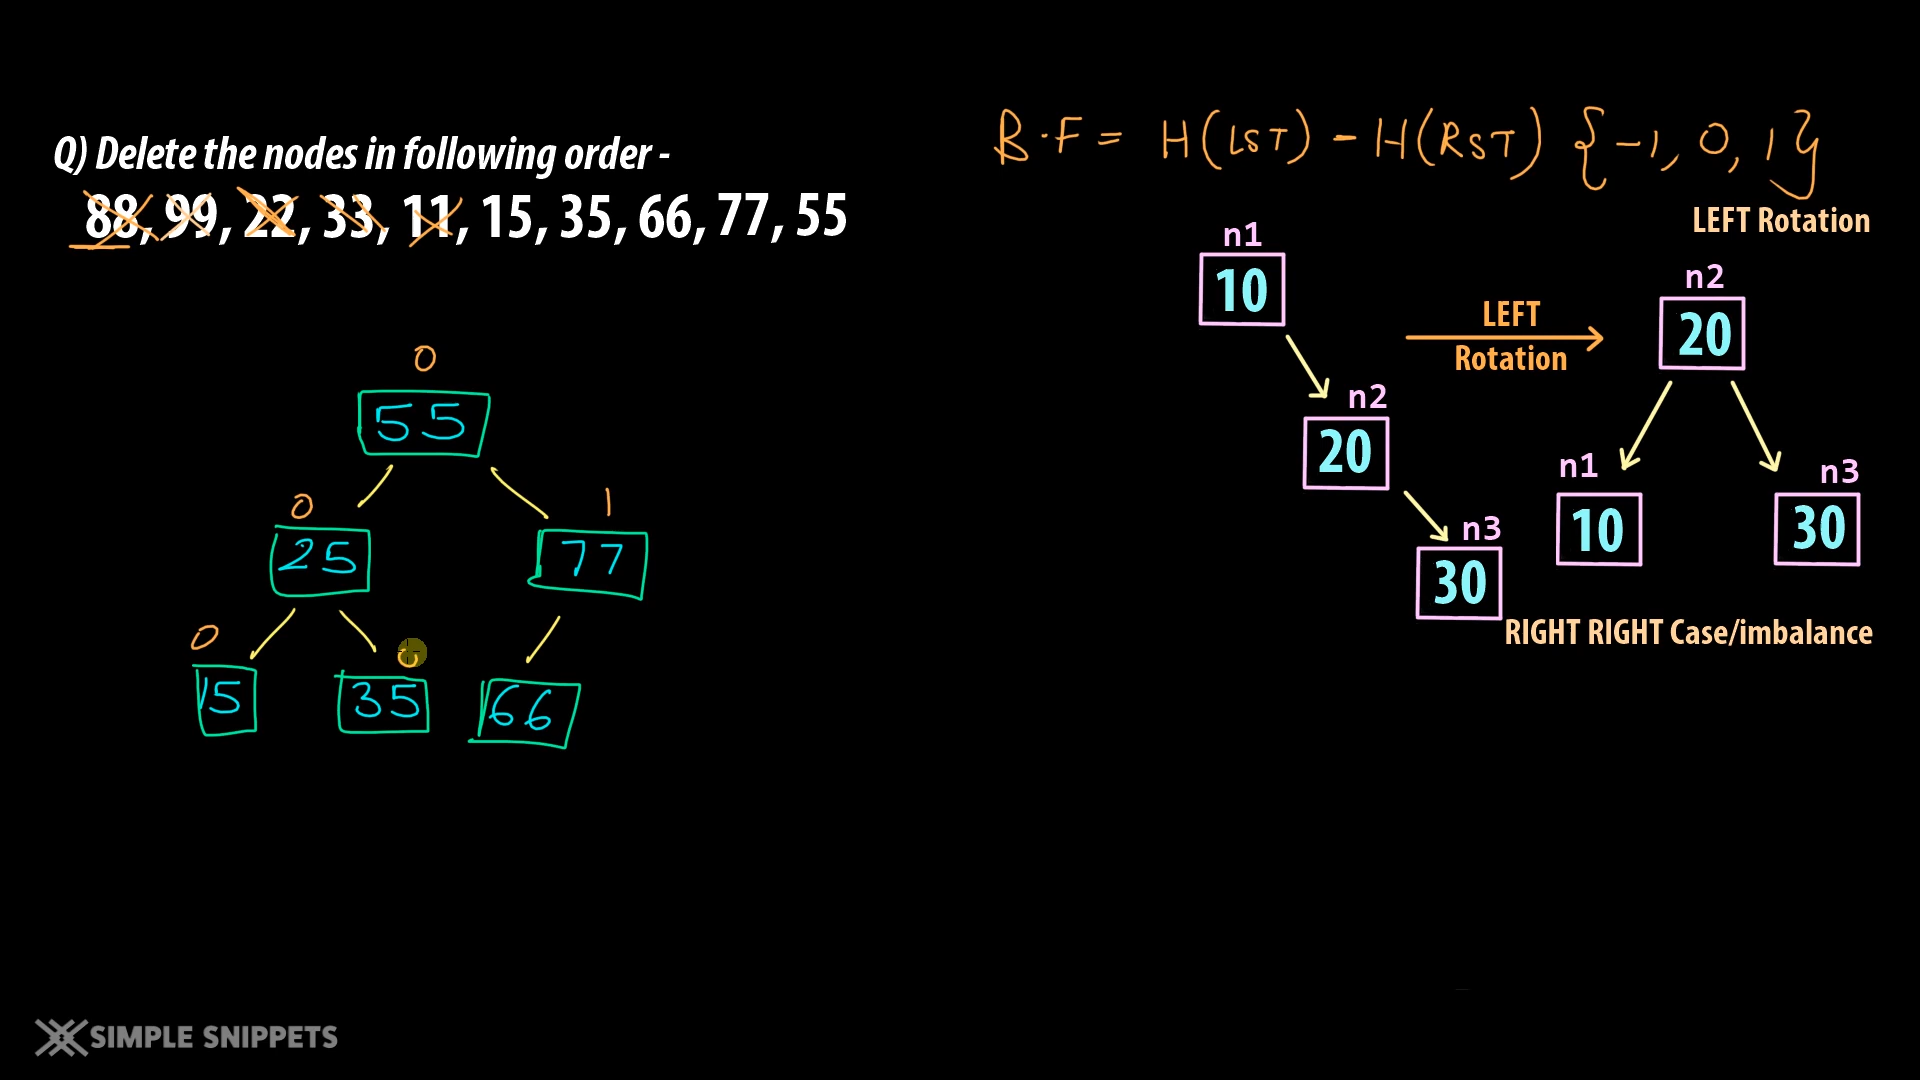 Q) Delete the nodes in following order -
88, 99, 22, 33, 11, 15, 35, 66, 77, 55
B.F = H(LST) - H(RST) {-1, 0, 1}
LEFT Rotation
n1
10
n2
20
n3
30
LEFT
Rotation
n2
20
n1
10
n3
30
RIGHT RIGHT Case/imbalance
0
55
0
25
1
77
0
15
0
35
66
SIMPLE SNIPPETS